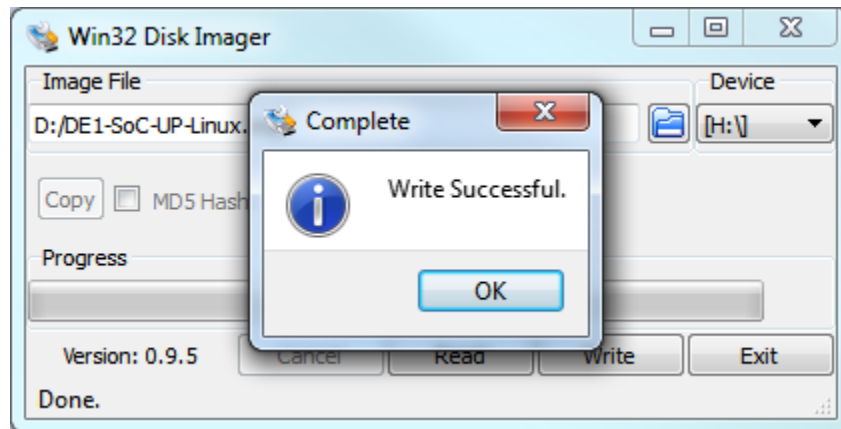 Win32 Disk Imager
Image File
Device
D:/DE1-SoC-UP-Linux.
[H:\]
Complete
Write Successful.
OK
Copy
MD5 Hash
Progress
Version: 0.9.5
Cancel
Read
Write
Exit
Done.